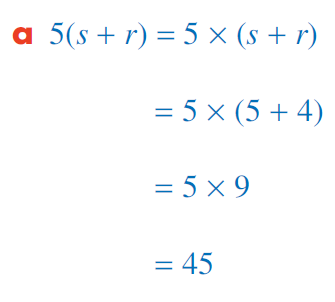 a 5(s + r) = 5 × (s + r)
= 5 × (5 + 4)
= 5 × 9
= 45